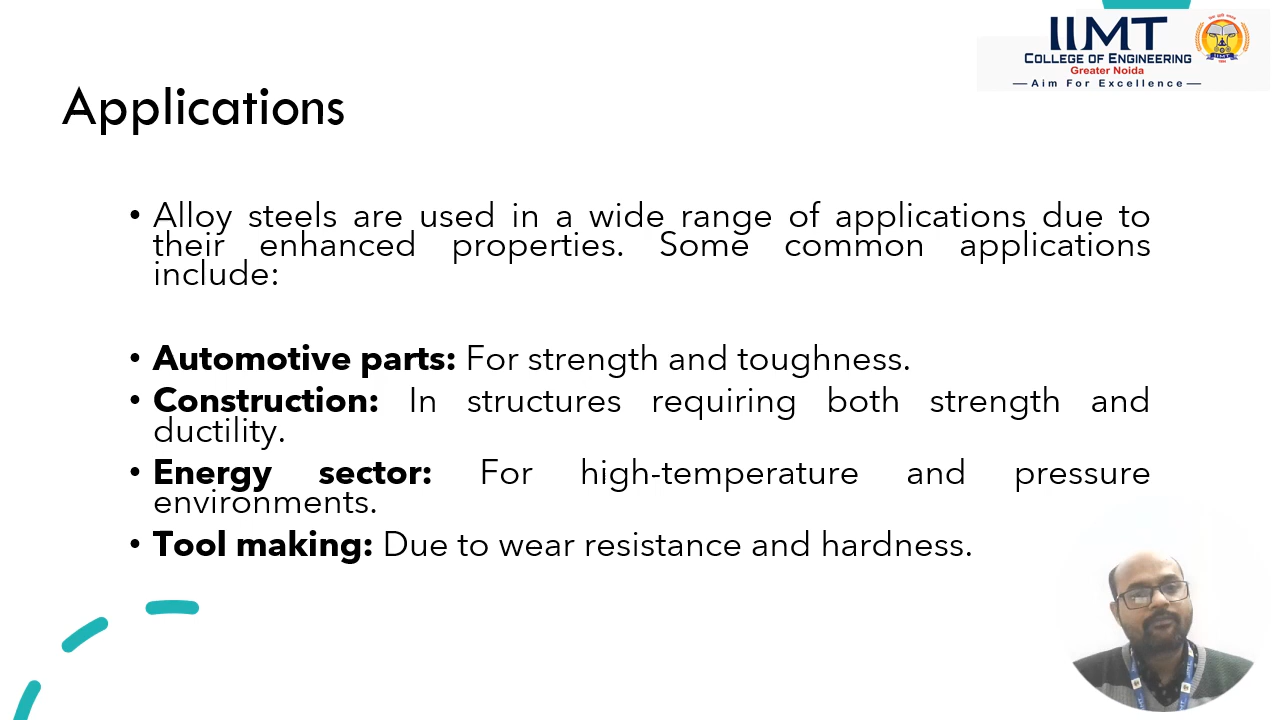 IIMT
COLLEGE OF ENGINEERING
Greater Noida
—Aim For Excellence—
Applications
• Alloy steels are used in a wide range of applications due to
their enhanced properties. Some common applications
include:
• Automotive parts: For strength and toughness.
• Construction: In structures requiring both strength and
ductility.
• Energy sector: For high-temperature and pressure
environments.
• Tool making: Due to wear resistance and hardness.